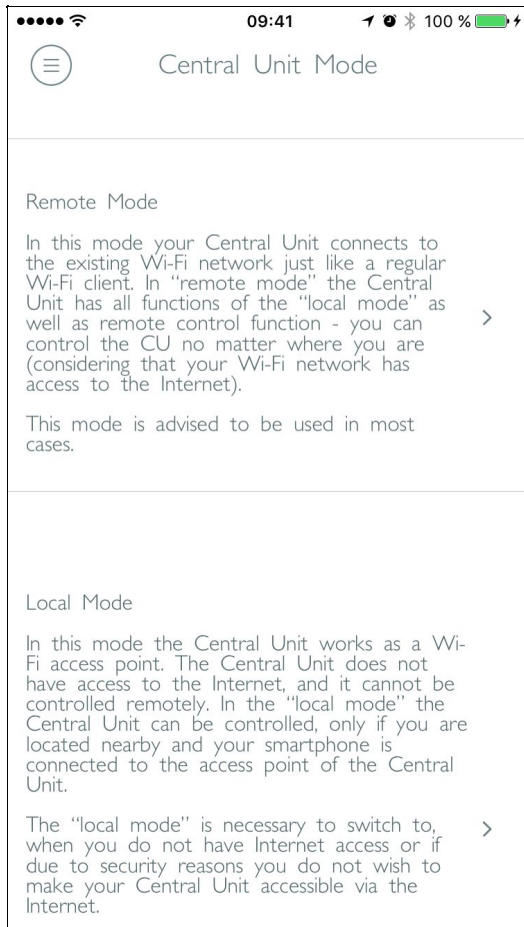 09:41
100 %
Central Unit Mode
Remote Mode
In this mode your Central Unit connects to
the existing Wi-Fi network just like a regular
Wi-Fi client. In “remote mode” the Central
Unit has all functions of the “local mode” as
well as remote control function - you can
control the CU no matter where you are
(considering that your Wi-Fi network has
access to the Internet).
This mode is advised to be used in most
cases.
Local Mode
In this mode the Central Unit works as a Wi-
Fi access point. The Central Unit does not
have access to the Internet, and it cannot be
controlled remotely. In the “local mode” the
Central Unit can be controlled, only if you are
located nearby and your smartphone is
connected to the access point of the Central
Unit.
The “local mode” is necessary to switch to,
when you do not have Internet access or if
due to security reasons you do not wish to
make your Central Unit accessible via the
Internet.